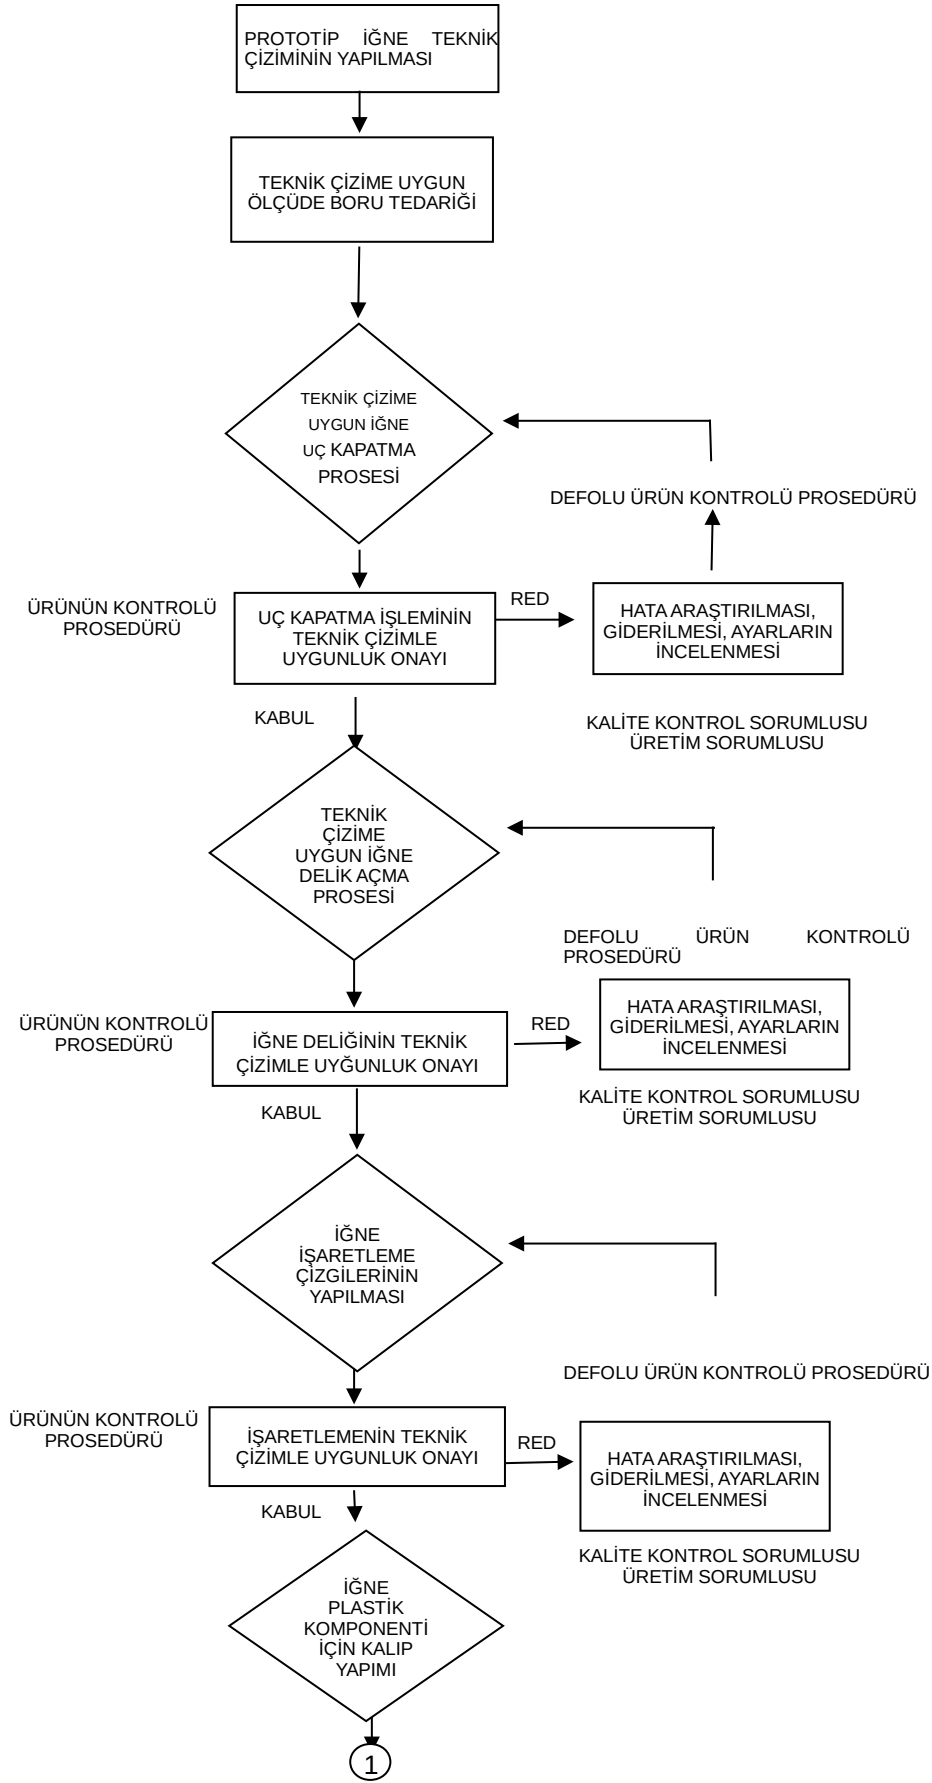 PROTOTİP İĞNE TEKNİK
ÇİZİMİNİN YAPILMASI
TEKNİK ÇİZİME UYGUN
ÖLÇÜDE BORU TEDARİĞİ
TEKNİK ÇİZİME
UYGUN İĞNE
UÇ KAPATMA
PROSESİ
DEFOLU ÜRÜN KONTROLÜ PROSEDÜRÜ
ÜRÜNÜN KONTROLÜ
PROSEDÜRÜ
UÇ KAPATMA İŞLEMİNİN
TEKNİK ÇİZİMLE
UYGUNLUK ONAYI
RED
HATA ARAŞTIRILMASI,
GİDERİLMESİ, AYARLARIN
İNCELENMESİ
KABUL
KALİTE KONTROL SORUMLUSU
ÜRETİM SORUMLUSU
TEKNİK
ÇİZİME
UYGUN İĞNE
DELİK AÇMA
PROSESİ
DEFOLU ÜRÜN KONTROLÜ
PROSEDÜRÜ
ÜRÜNÜN KONTROLÜ
PROSEDÜRÜ
İĞNE DELİĞİNİN TEKNİK
ÇİZİMLE UYĞUNLUK ONAYI
RED
HATA ARAŞTIRILMASI,
GİDERİLMESİ, AYARLARIN
İNCELENMESİ
KABUL
KALİTE KONTROL SORUMLUSU
ÜRETİM SORUMLUSU
İĞNE
İŞARETLEME
ÇİZGİLERİNİN
YAPILMASI
DEFOLU ÜRÜN KONTROLÜ PROSEDÜRÜ
ÜRÜNÜN KONTROLÜ
PROSEDÜRÜ
İŞARETLEMENİN TEKNİK
ÇİZİMLE UYGUNLUK ONAYI
RED
HATA ARAŞTIRILMASI,
GİDERİLMESİ, AYARLARIN
İNCELENMESİ
KABUL
KALİTE KONTROL SORUMLUSU
ÜRETİM SORUMLUSU
İĞNE
PLASTİK
KOMPONENTİ
İÇİN KALIP
YAPIMI
1